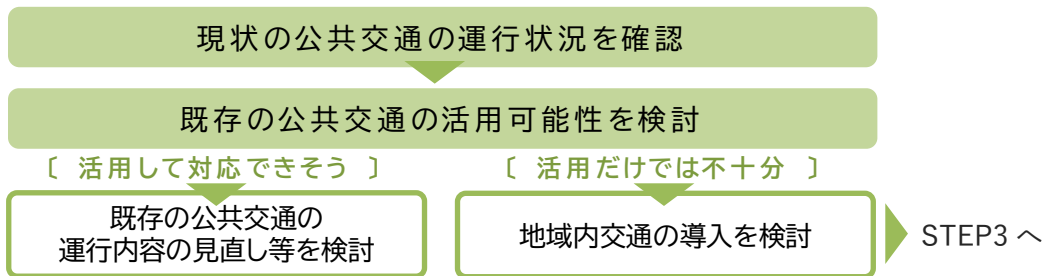 現状の公共交通の運行状況を確認
既存の公共交通の活用可能性を検討
〔 活用して対応できそう 〕
〔 活用だけでは不十分 〕
既存の公共交通の
運行内容の見直し等を検討
地域内交通の導入を検討
STEP3 へ